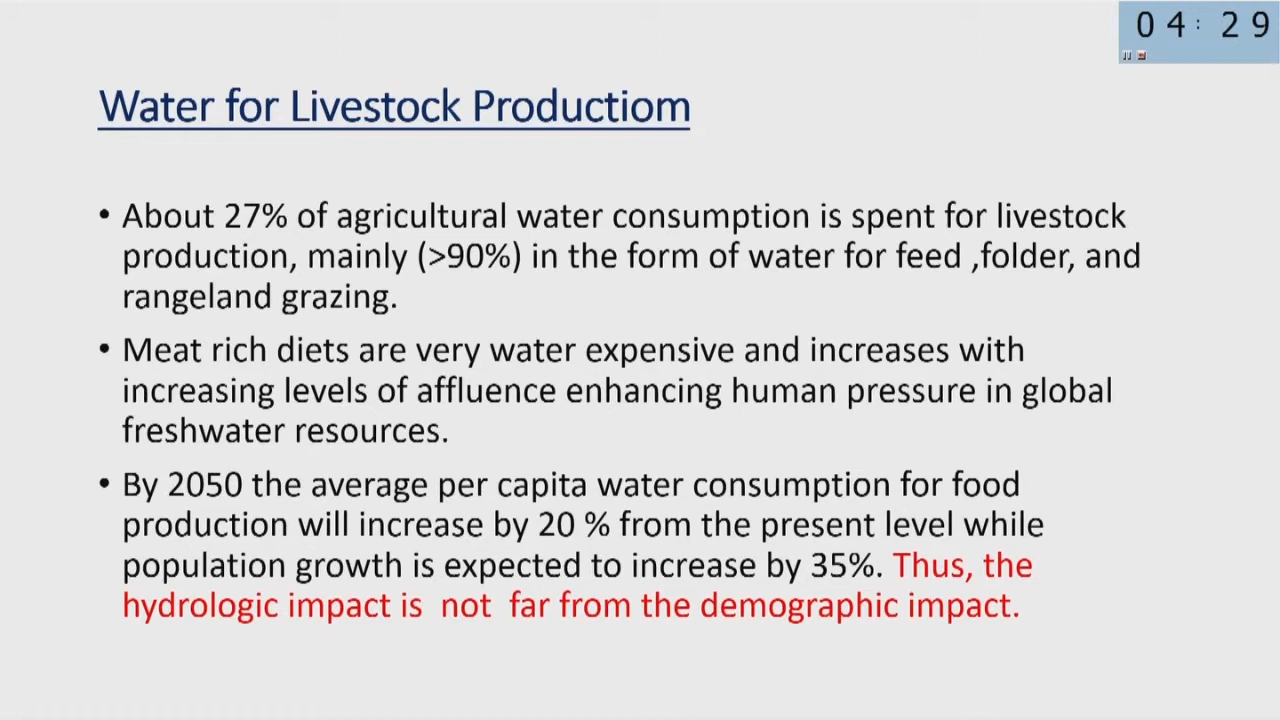 04:29
Water for Livestock Productiom
• About 27% of agricultural water consumption is spent for livestock
production, mainly (>90%) in the form of water for feed ,folder, and
rangeland grazing.
• Meat rich diets are very water expensive and increases with
increasing levels of affluence enhancing human pressure in global
freshwater resources.
• By 2050 the average per capita water consumption for food
production will increase by 20 % from the present level while
population growth is expected to increase by 35%. Thus, the
hydrologic impact is  not  far from the demographic impact.